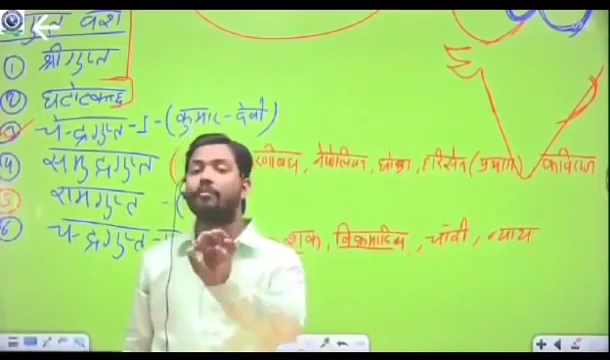 गुप्त वंश
① श्रीगुप्त
② घटोत्कच्छ
चन्द्रगुप्त-I-(कुमार-देवी)
④ समुद्रगुप्त ( नेपोलियन, घोड़ा, हरिसेन (प्रयाग) कविराज
⑤ रामगुप्त - (
⑥ चन्द्रगुप्त- शक, विक्रमादित्य, चाँदी, न्याय